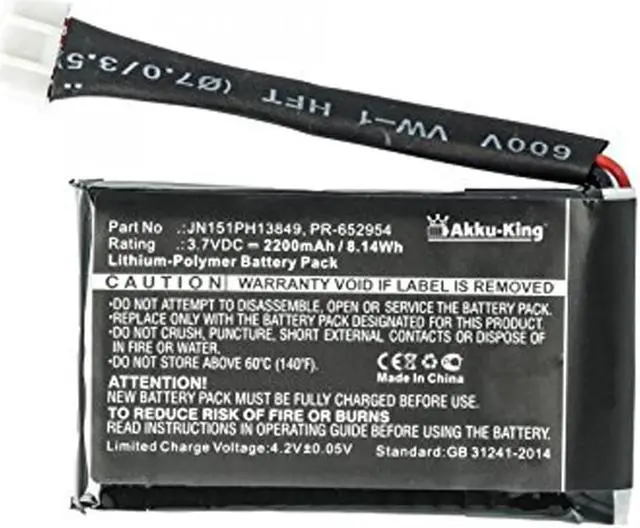 600V VW-1 HFT (Ø7.0/3.5)"
Akku-King
Part No .:JN151PH13849, PR-652954
Rating .:3.7VDC ⎓ 2200mAh/8.14Wh
Lithium-Polymer Battery Pack
CAUTION WARRANTY VOID IF LABEL IS REMOVED
•DO NOT ATTEMPT TO DISASSEMBLE, OPEN OR SERVICE THE BATTERY PACK.
•REPLACE ONLY WITH THE BATTERY PACK DESIGNATED FOR THIS PRODUCT.
•DO NOT CRUSH, PUNCTURE, SHORT EXTERNAL CONTACTS OR DISPOSE OF
IN FIRE OR WATER.
•DO NOT STORE ABOVE 60℃ (140℉).
CE
Made In China
ATTENTION!
NEW BATTERY PACK MUST BE FULLY CHARGED BEFORE USE.
TO REDUCE RISK OF FIRE OR BURNS
READ INSTRUCTIONS IN OPERATING GUIDE BEFORE USING THE BATTERY.
Limited Charge Voltage:4.2V±0.05V Standard:GB 31241-2014